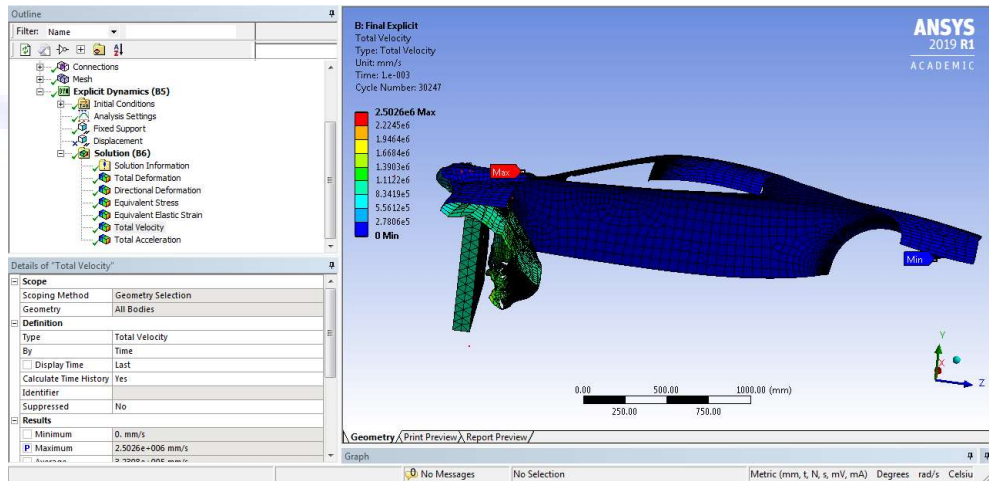 Outline
Filter: Name
Connections
Mesh
Explicit Dynamics (B5)
Initial Conditions
Analysis Settings
Fixed Support
Displacement
Solution (B6)
Solution Information
Total Deformation
Directional Deformation
Equivalent Stress
Equivalent Elastic Strain
Total Velocity
Total Acceleration
Details of "Total Velocity"
Scope
Scoping Method Geometry Selection
Geometry All Bodies
Definition
Type Total Velocity
By Time
Display Time Last
Calculate Time History Yes
Identifier
Suppressed No
Results
Minimum 0. mm/s
P Maximum 2.5026e+006 mm/s
B: Final Explicit
Total Velocity
Type: Total Velocity
Unit: mm/s
Time: 1.e-003
Cycle Number: 30247
2.5026e6 Max
2.2245e6
1.9464e6
1.6684e6
1.3903e6
1.1122e6
8.3419e5
5.5612e5
2.7806e5
0 Min
ANSYS
2019 R1
ACADEMIC
Max
Min
Y
X
Z
0.00 500.00 1000.00 (mm)
250.00 750.00
Geometry Print Preview Report Preview
Graph
0 No Messages No Selection Metric (mm, t, N, s, mV, mA) Degrees rad/s Celsiu